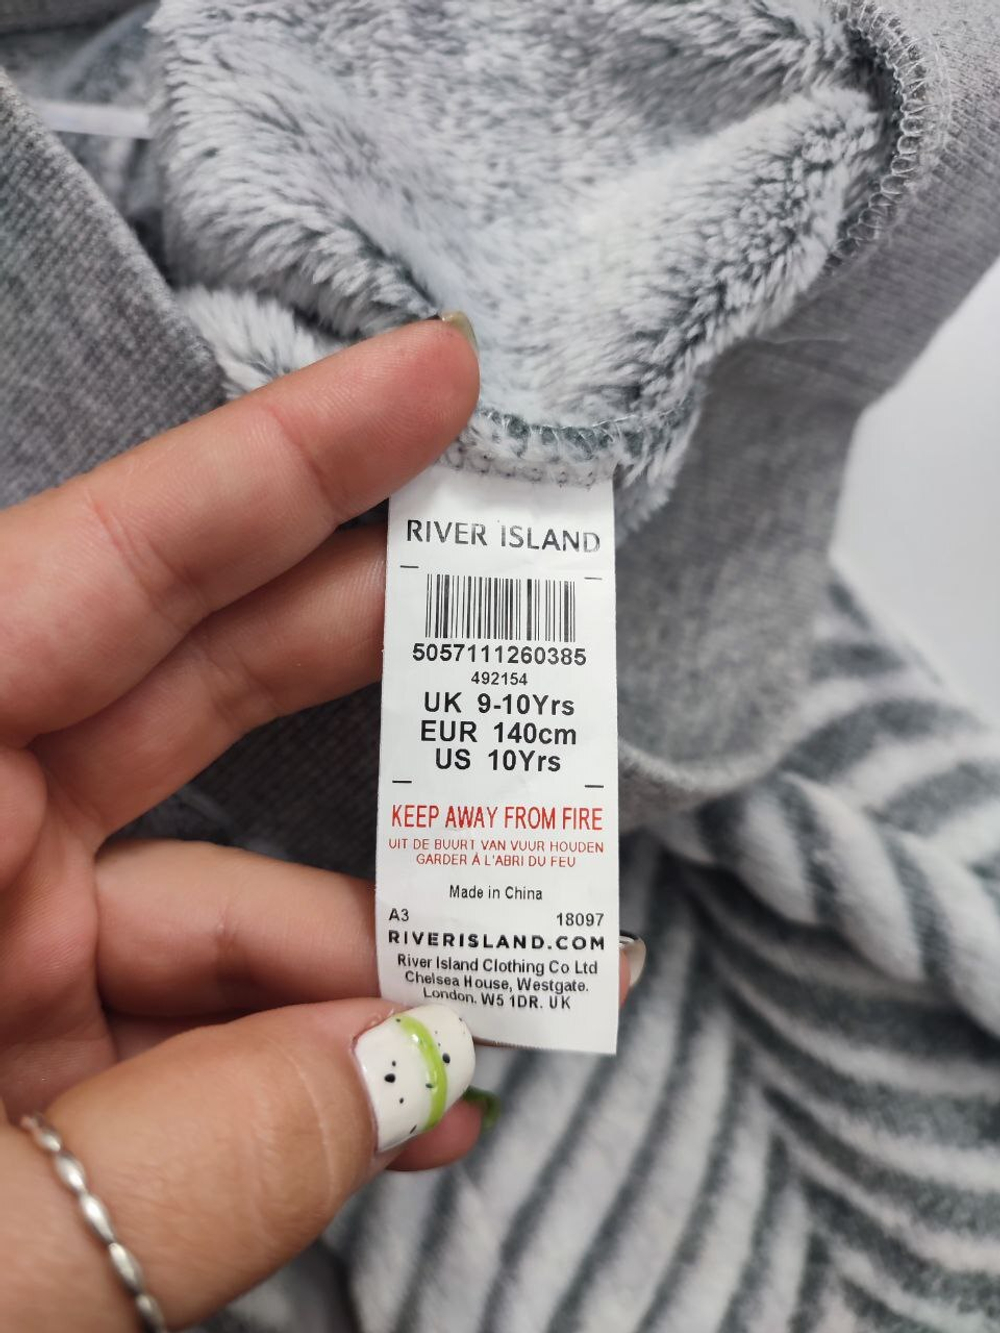 RIVER ISLAND
5057111260385
492154
UK 9-10Yrs
EUR 140cm
US 10Yrs
KEEP AWAY FROM FIRE
UIT DE BUURT VAN VUUR HOUDEN
GARDER À L'ABRI DU FEU
Made in China
A3 18097
RIVERISLAND.COM
River Island Clothing Co Ltd
Chelsea House, Westgate.
London. W5 1DR. UK